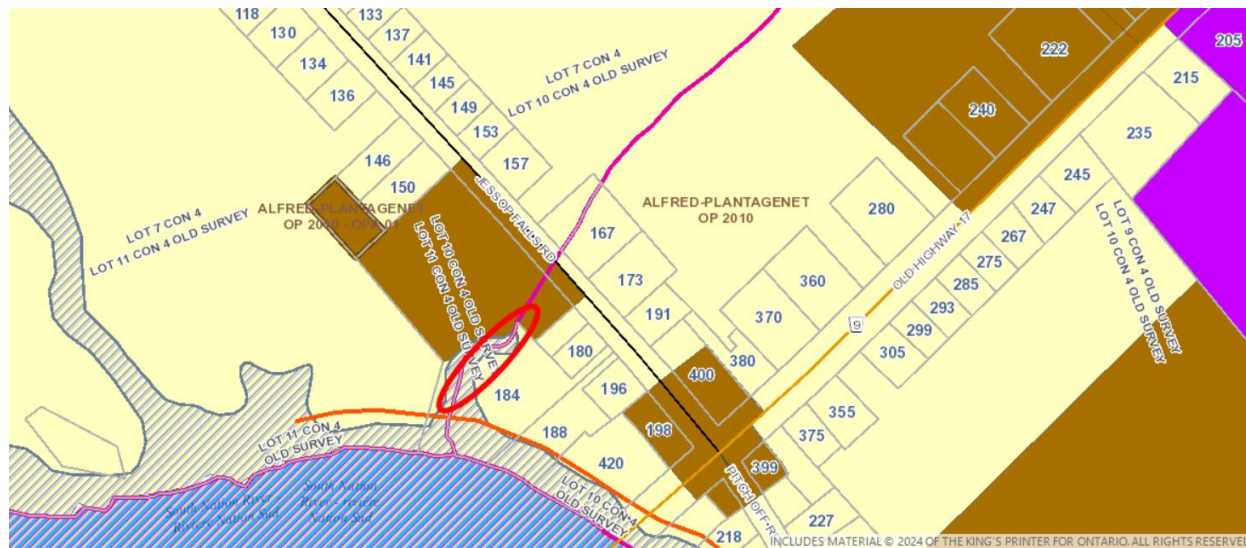 118
130
134
136
133
137
141
145
149
153
157
146
150
LOT 7 CON 4
LOT 10 CON 4 OLD SURVEY
222
240
205
215
235
245
247
267
275
285
293
299
305
280
360
370
380
400
ALFRED-PLANTAGENET
OP 2010 - OPA 01
ALFRED-PLANTAGENET
OP 2010
LOT 7 CON 4
LOT 11 CON 4 OLD SURVEY
LOT 10 CON 4 OLD SURVEY
LOT 11 CON 4 OLD SURVEY
JESSOP FALLS RD
167
173
191
180
184
196
188
198
420
OLD HIGHWAY 17
9
LOT 9 CON 4 OLD SURVEY
LOT 10 CON 4 OLD SURVEY
355
375
399
227
218
LOT 11 CON 4
OLD SURVEY
LOT 10 CON 4
OLD SURVEY
South Nation River
Riviere Nation Sud
South Nation
River - riviere
Nation Sud
INCLUDES MATERIAL © 2024 OF THE KING'S PRINTER FOR ONTARIO. ALL RIGHTS RESERVED